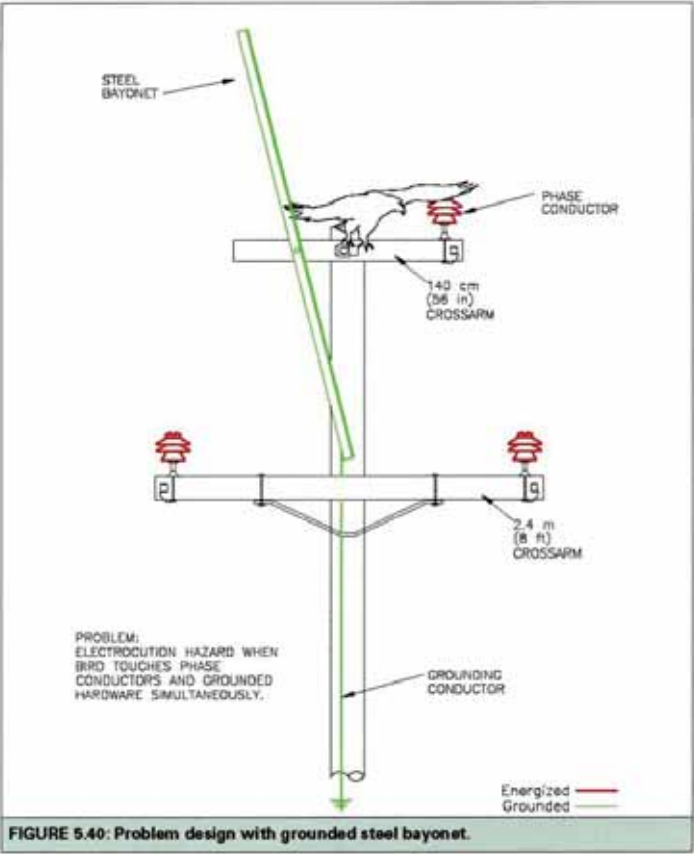 STEEL
BAYONET
PHASE
CONDUCTOR
140 cm
(56 in)
CROSSARM
2.4 m
(8 ft)
CROSSARM
PROBLEM:
ELECTROCUTION HAZARD WHEN
BIRD TOUCHES PHASE
CONDUCTORS AND GROUNDED
HARDWARE SIMULTANEOUSLY.
GROUNDING
CONDUCTOR
Energized
Grounded
FIGURE 5.40: Problem design with grounded steel bayonet.